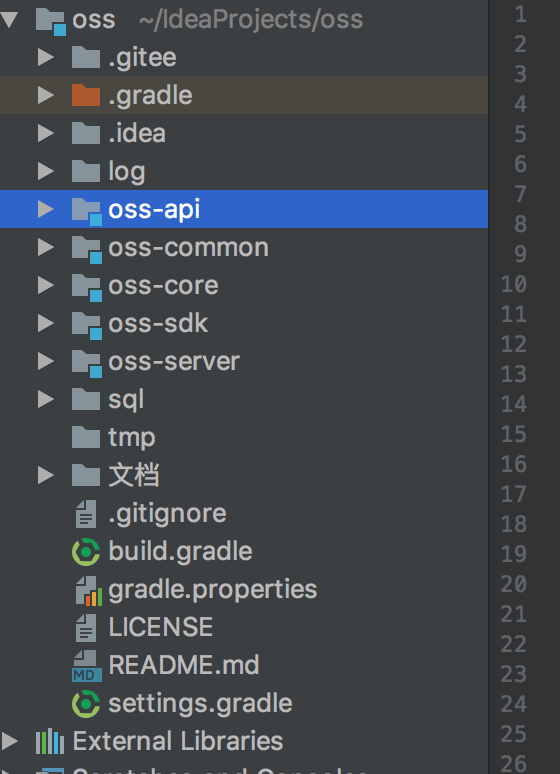 oss ~/IdeaProjects/oss
.gitee
.gradle
.idea
log
oss-api
oss-common
oss-core
oss-sdk
oss-server
sql
tmp
文档
.gitignore
build.gradle
gradle.properties
LICENSE
MD README.md
settings.gradle
External Libraries
Scratches and Consoles
1
2
3
4
5
6
7
8
9
10
11
12
13
14
15
16
17
18
19
20
21
22
23
24
25
26